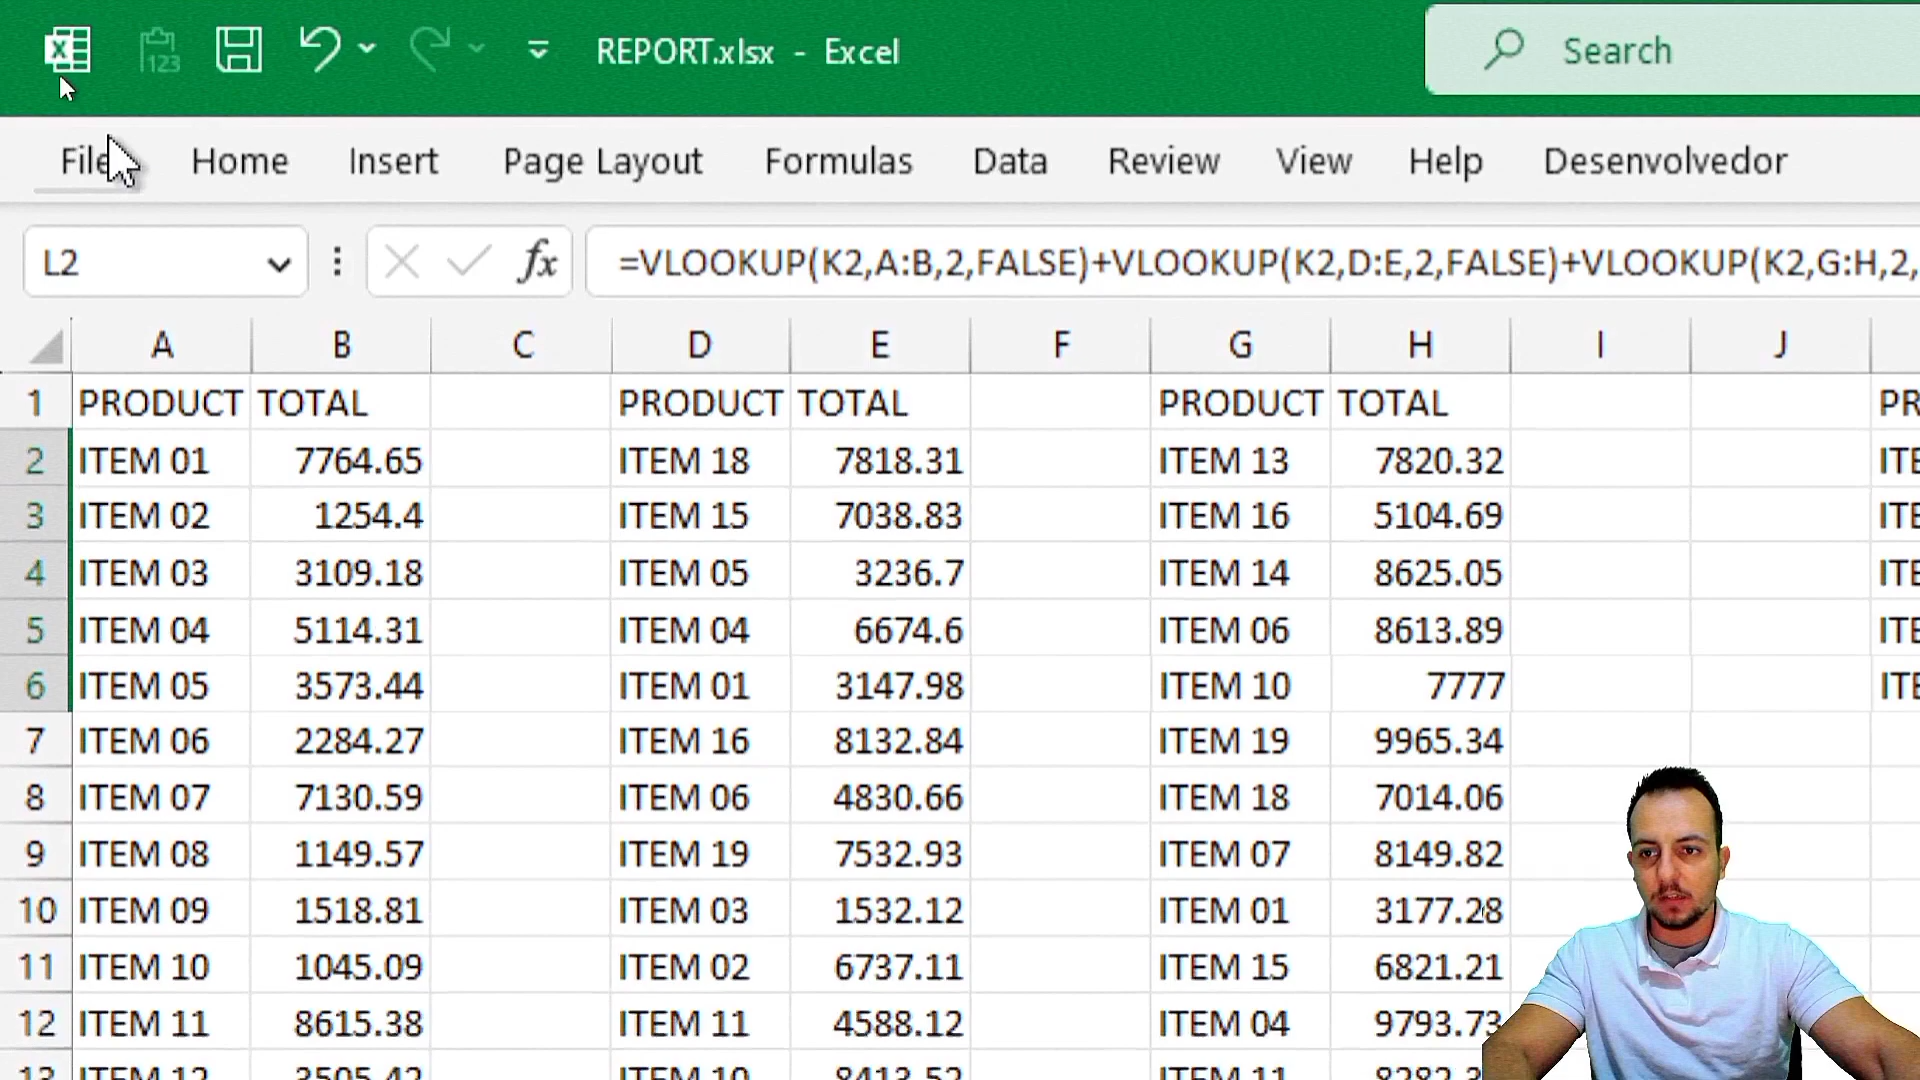 REPORT.xlsx - Excel
Search
File Home Insert Page Layout Formulas Data Review View Help Desenvolvedor
L2 fx =VLOOKUP(K2,A:B,2,FALSE)+VLOOKUP(K2,D:E,2,FALSE)+VLOOKUP(K2,G:H,2,
A B C D E F G H I J
1 PRODUCT TOTAL PRODUCT TOTAL PRODUCT TOTAL PR
2 ITEM 01 7764.65 ITEM 18 7818.31 ITEM 13 7820.32 ITE
3 ITEM 02 1254.4 ITEM 15 7038.83 ITEM 16 5104.69 ITE
4 ITEM 03 3109.18 ITEM 05 3236.7 ITEM 14 8625.05 ITE
5 ITEM 04 5114.31 ITEM 04 6674.6 ITEM 06 8613.89 ITE
6 ITEM 05 3573.44 ITEM 01 3147.98 ITEM 10 7777 ITE
7 ITEM 06 2284.27 ITEM 16 8132.84 ITEM 19 9965.34
8 ITEM 07 7130.59 ITEM 06 4830.66 ITEM 18 7014.06
9 ITEM 08 1149.57 ITEM 19 7532.93 ITEM 07 8149.82
10 ITEM 09 1518.81 ITEM 03 1532.12 ITEM 01 3177.28
11 ITEM 10 1045.09 ITEM 02 6737.11 ITEM 15 6821.21
12 ITEM 11 8615.38 ITEM 11 4588.12 ITEM 04 9793.73
13 ITEM 12 3505.42 ITEM 10 8413.52 ITEM 11